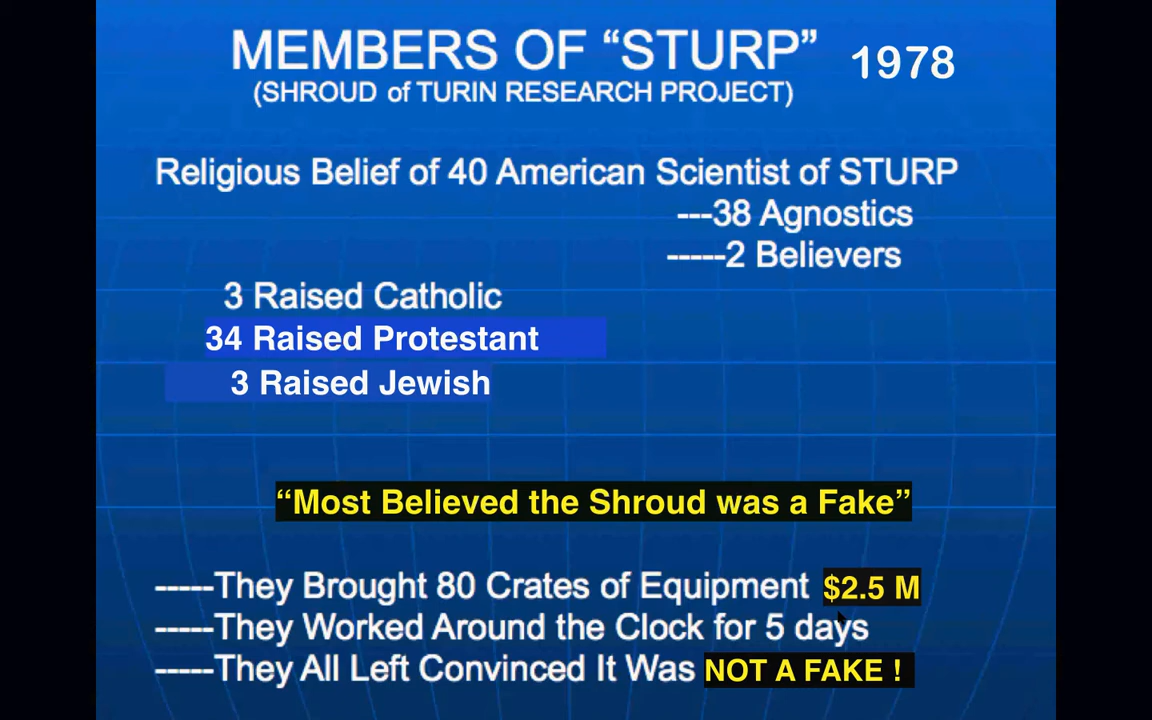 MEMBERS OF “STURP” 1978
(SHROUD of TURIN RESEARCH PROJECT)
Religious Belief of 40 American Scientist of STURP
---38 Agnostics
-----2 Believers
3 Raised Catholic
34 Raised Protestant
3 Raised Jewish
“Most Believed the Shroud was a Fake”
-----They Brought 80 Crates of Equipment $2.5 M
-----They Worked Around the Clock for 5 days
-----They All Left Convinced It Was NOT A FAKE !